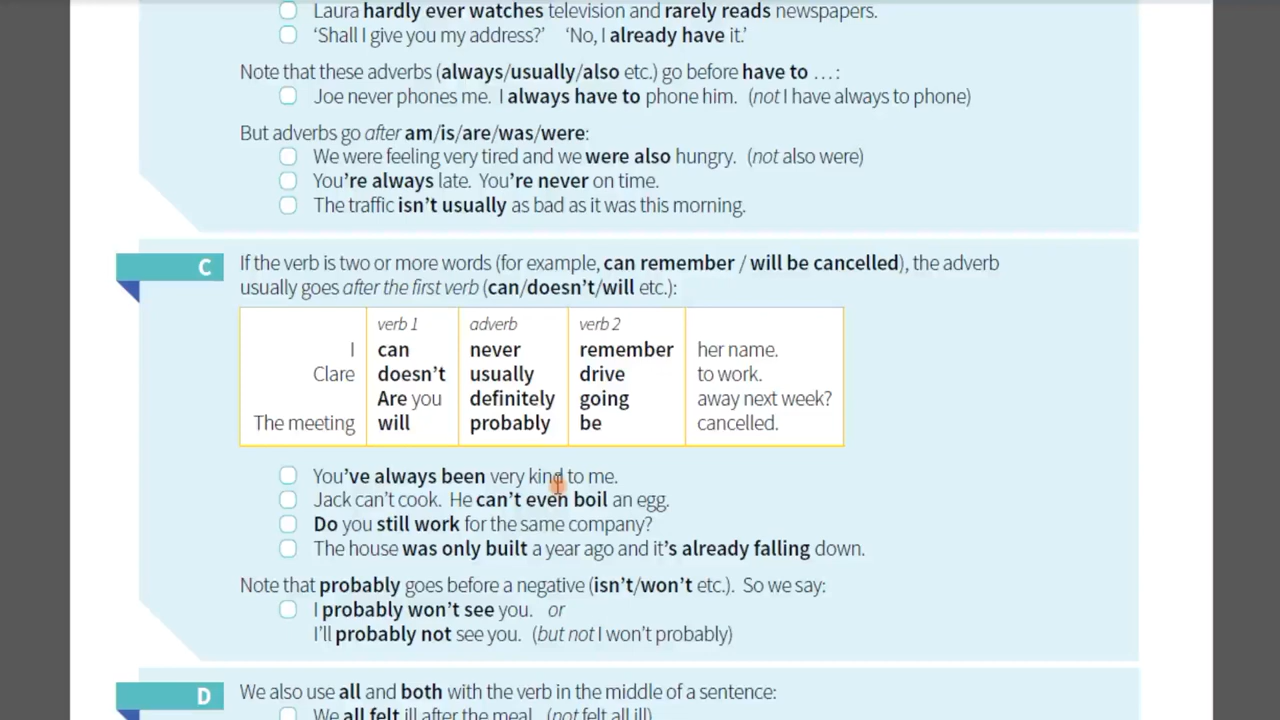 Laura hardly ever watches television and rarely reads newspapers.
‘Shall I give you my address?’ ‘No, I already have it.’
Note that these adverbs (always/usually/also etc.) go before have to …:
Joe never phones me. I always have to phone him. (not I have always to phone)
But adverbs go after am/is/are/was/were:
We were feeling very tired and we were also hungry. (not also were)
You’re always late. You’re never on time.
The traffic isn’t usually as bad as it was this morning.
C
If the verb is two or more words (for example, can remember / will be cancelled), the adverb
usually goes after the first verb (can/doesn’t/will etc.):
verb 1 adverb verb 2
I can never remember her name.
Clare doesn’t usually drive to work.
Are you definitely going away next week?
The meeting will probably be cancelled.
You’ve always been very kind to me.
Jack can’t cook. He can’t even boil an egg.
Do you still work for the same company?
The house was only built a year ago and it’s already falling down.
Note that probably goes before a negative (isn’t/won’t etc.). So we say:
I probably won’t see you. or
I’ll probably not see you. (but not I won’t probably)
D
We also use all and both with the verb in the middle of a sentence:
We all felt ill after the meal. (not felt all ill)